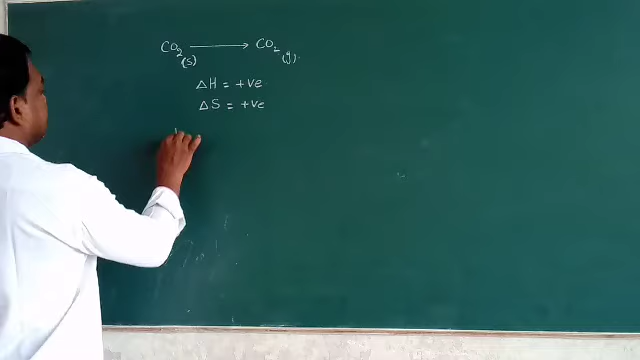 CO₂(s) ⟶ CO₂(g).
ΔH = +ve
ΔS = +ve